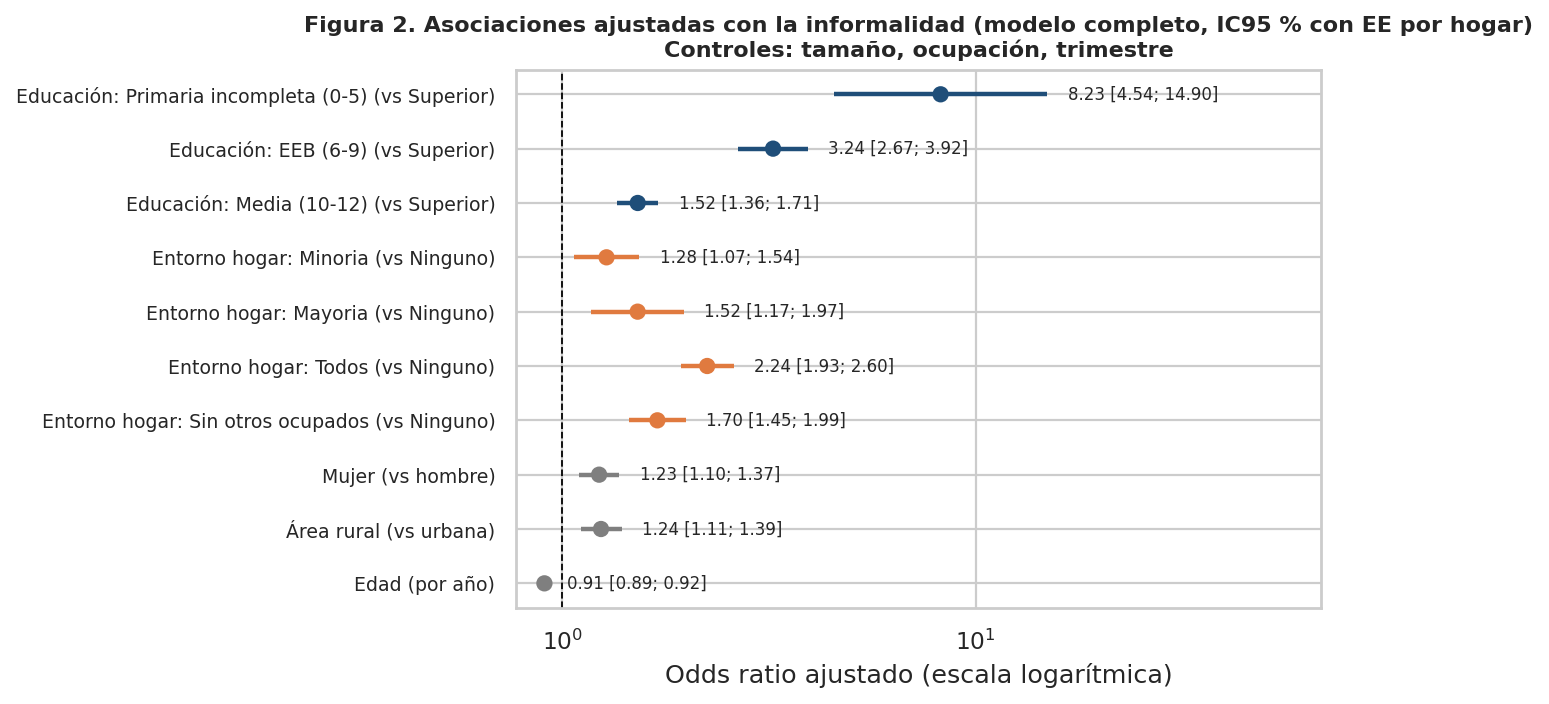 Figura 2. Asociaciones ajustadas con la informalidad (modelo completo, IC95 % con EE por hogar)
Controles: tamaño, ocupación, trimestre
Educación: Primaria incompleta (0-5) (vs Superior) 8.23 [4.54; 14.90]
Educación: EEB (6-9) (vs Superior) 3.24 [2.67; 3.92]
Educación: Media (10-12) (vs Superior) 1.52 [1.36; 1.71]
Entorno hogar: Minoria (vs Ninguno) 1.28 [1.07; 1.54]
Entorno hogar: Mayoria (vs Ninguno) 1.52 [1.17; 1.97]
Entorno hogar: Todos (vs Ninguno) 2.24 [1.93; 2.60]
Entorno hogar: Sin otros ocupados (vs Ninguno) 1.70 [1.45; 1.99]
Mujer (vs hombre) 1.23 [1.10; 1.37]
Área rural (vs urbana) 1.24 [1.11; 1.39]
Edad (por año) 0.91 [0.89; 0.92]
10⁰ 10¹
Odds ratio ajustado (escala logarítmica)